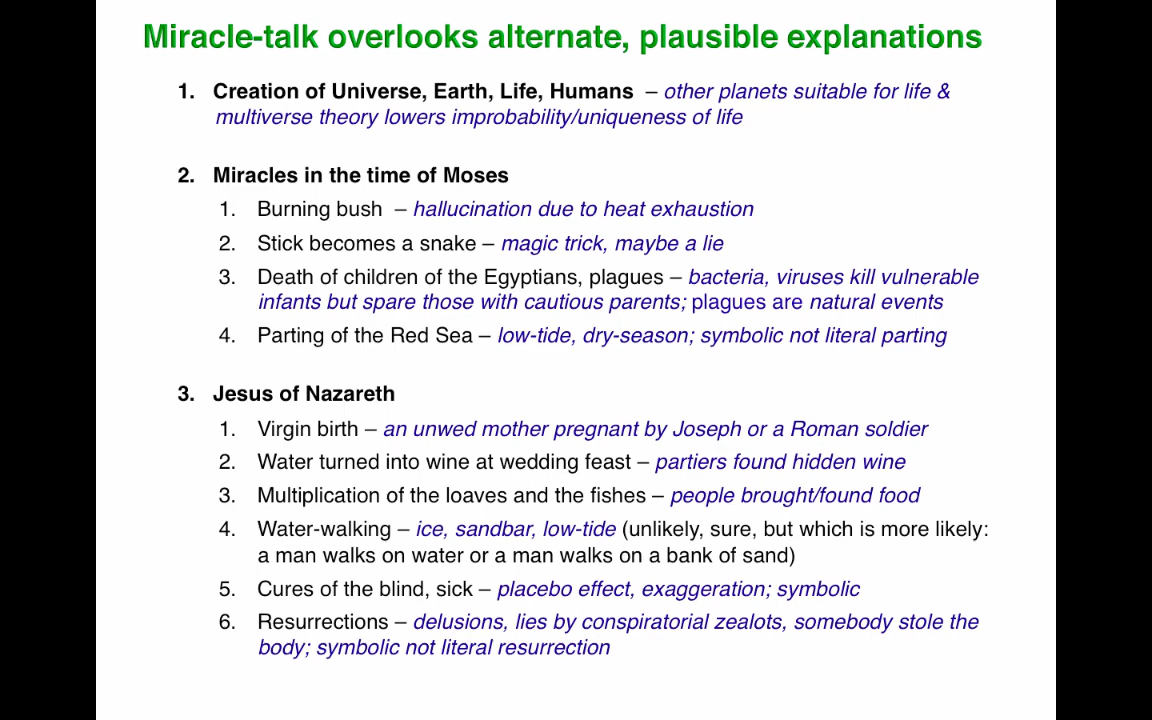 Miracle-talk overlooks alternate, plausible explanations
1. Creation of Universe, Earth, Life, Humans – other planets suitable for life &
multiverse theory lowers improbability/uniqueness of life
2. Miracles in the time of Moses
1. Burning bush – hallucination due to heat exhaustion
2. Stick becomes a snake – magic trick, maybe a lie
3. Death of children of the Egyptians, plagues – bacteria, viruses kill vulnerable
infants but spare those with cautious parents; plagues are natural events
4. Parting of the Red Sea – low-tide, dry-season; symbolic not literal parting
3. Jesus of Nazareth
1. Virgin birth – an unwed mother pregnant by Joseph or a Roman soldier
2. Water turned into wine at wedding feast – partiers found hidden wine
3. Multiplication of the loaves and the fishes – people brought/found food
4. Water-walking – ice, sandbar, low-tide (unlikely, sure, but which is more likely:
a man walks on water or a man walks on a bank of sand)
5. Cures of the blind, sick – placebo effect, exaggeration; symbolic
6. Resurrections – delusions, lies by conspiratorial zealots, somebody stole the
body; symbolic not literal resurrection